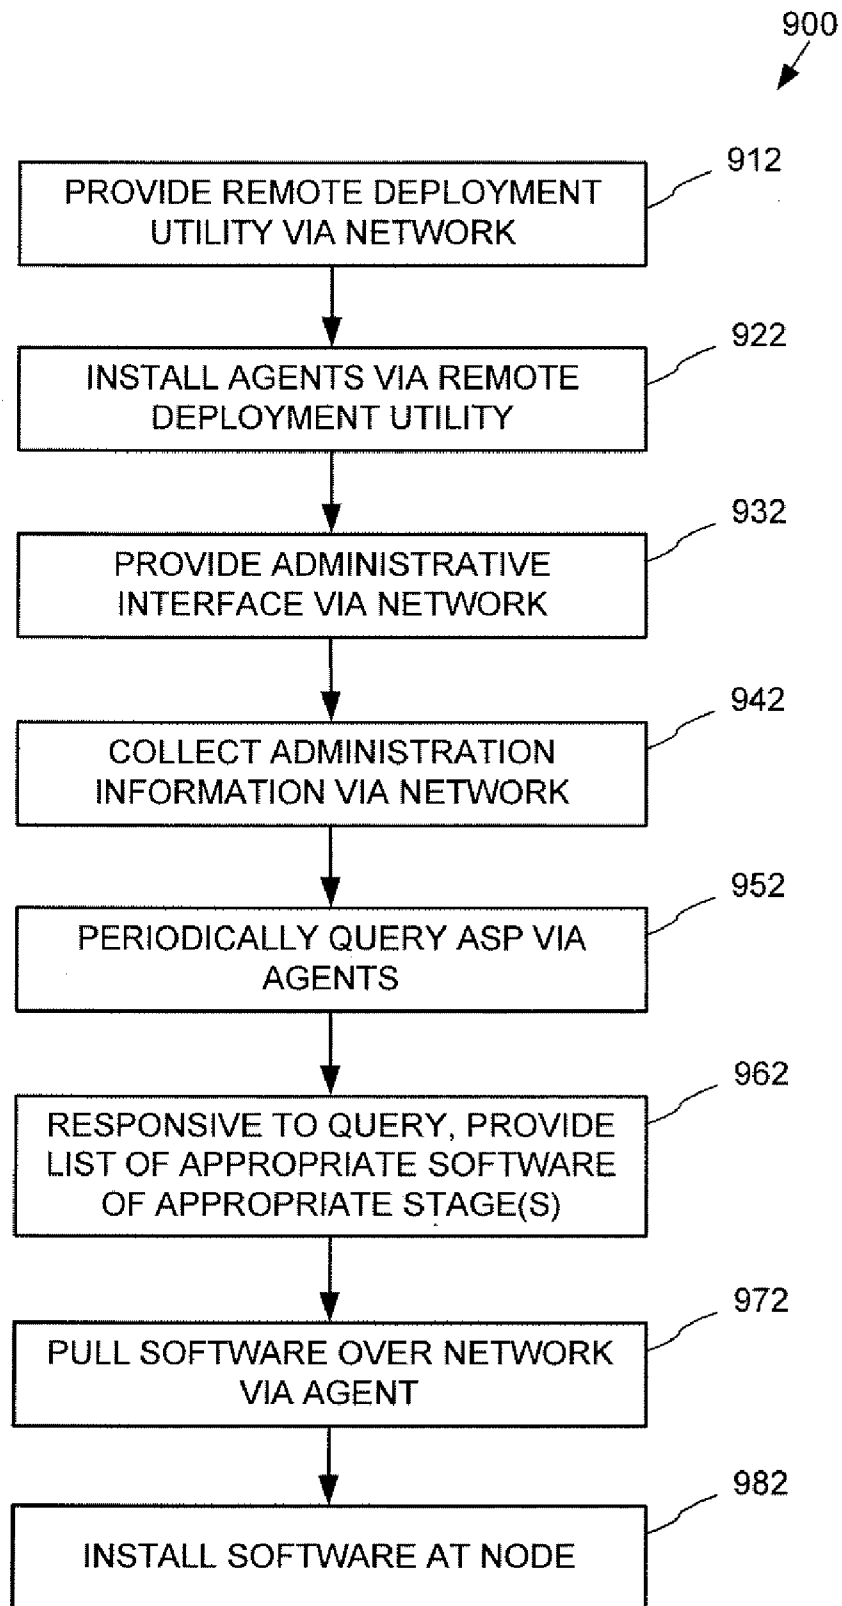 900
912
PROVIDE REMOTE DEPLOYMENT
UTILITY VIA NETWORK
922
INSTALL AGENTS VIA REMOTE
DEPLOYMENT UTILITY
932
PROVIDE ADMINISTRATIVE
INTERFACE VIA NETWORK
942
COLLECT ADMINISTRATION
INFORMATION VIA NETWORK
952
PERIODICALLY QUERY ASP VIA
AGENTS
962
RESPONSIVE TO QUERY, PROVIDE
LIST OF APPROPRIATE SOFTWARE
OF APPROPRIATE STAGE(S)
972
PULL SOFTWARE OVER NETWORK
VIA AGENT
982
INSTALL SOFTWARE AT NODE